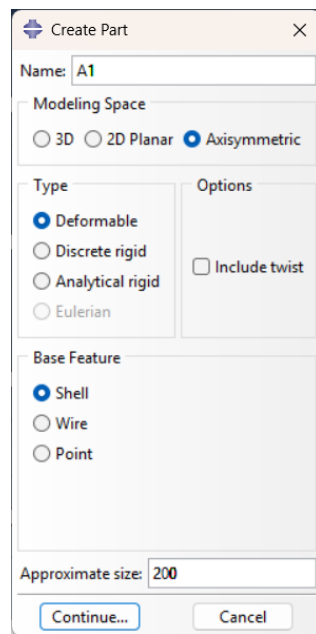 Create Part
Name: A1
Modeling Space
3D 2D Planar Axisymmetric
Type Options
Deformable
Discrete rigid
Include twist
Analytical rigid
Eulerian
Base Feature
Shell
Wire
Point
Approximate size: 200
Continue... Cancel